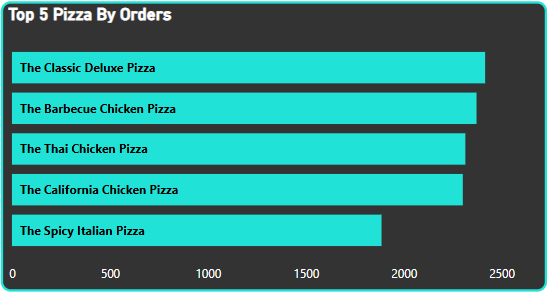 Top 5 Pizza By Orders
The Classic Deluxe Pizza
The Barbecue Chicken Pizza
The Thai Chicken Pizza
The California Chicken Pizza
The Spicy Italian Pizza
0 500 1000 1500 2000 2500